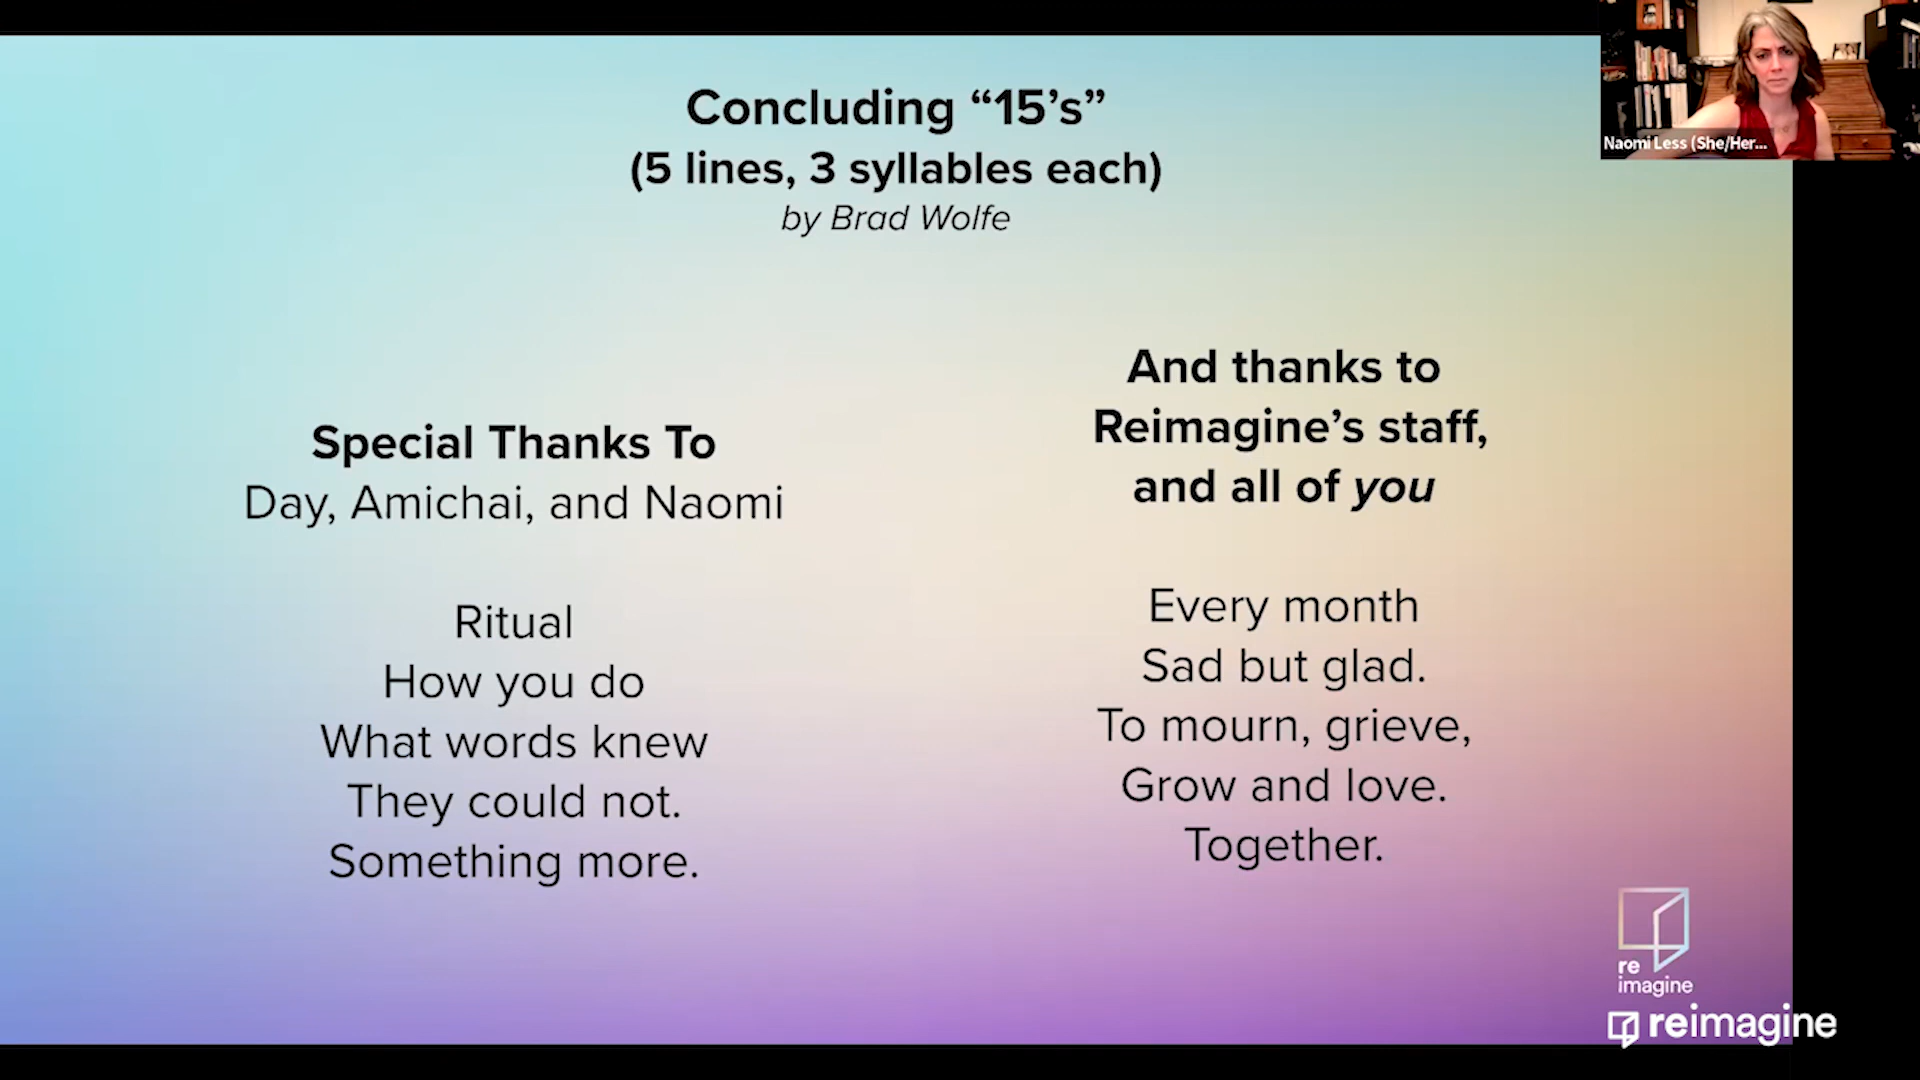 Concluding “15’s”
(5 lines, 3 syllables each)
by Brad Wolfe
Special Thanks To
Day, Amichai, and Naomi
Ritual
How you do
What words knew
They could not.
Something more.
And thanks to
Reimagine’s staff,
and all of you
Every month
Sad but glad.
To mourn, grieve,
Grow and love.
Together.
Naomi Less (She/Her...
re
imagine
reimagine